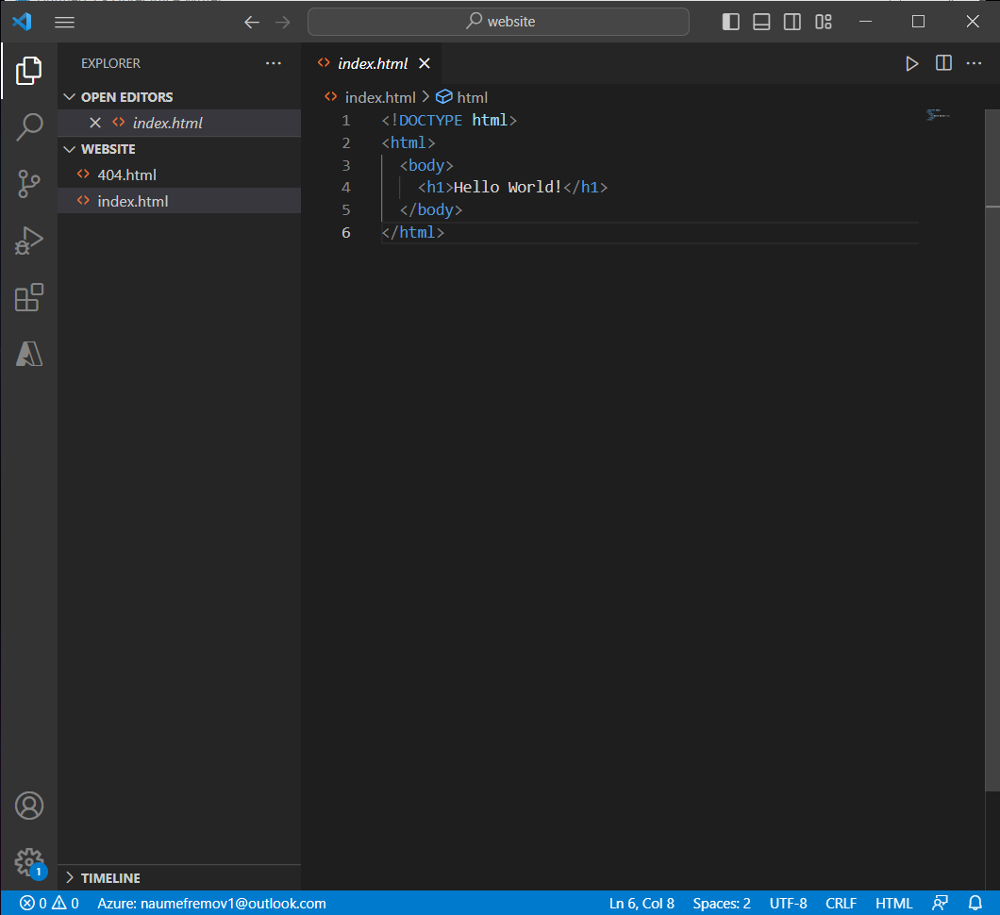 website
EXPLORER
OPEN EDITORS
index.html
WEBSITE
404.html
index.html
TIMELINE
index.html
index.html > html
1 <!DOCTYPE html>
2 <html>
3 <body>
4 <h1>Hello World!</h1>
5 </body>
6 </html>
1
0 0 Azure: naumefremov1@outlook.com Ln 6, Col 8 Spaces: 2 UTF-8 CRLF HTML